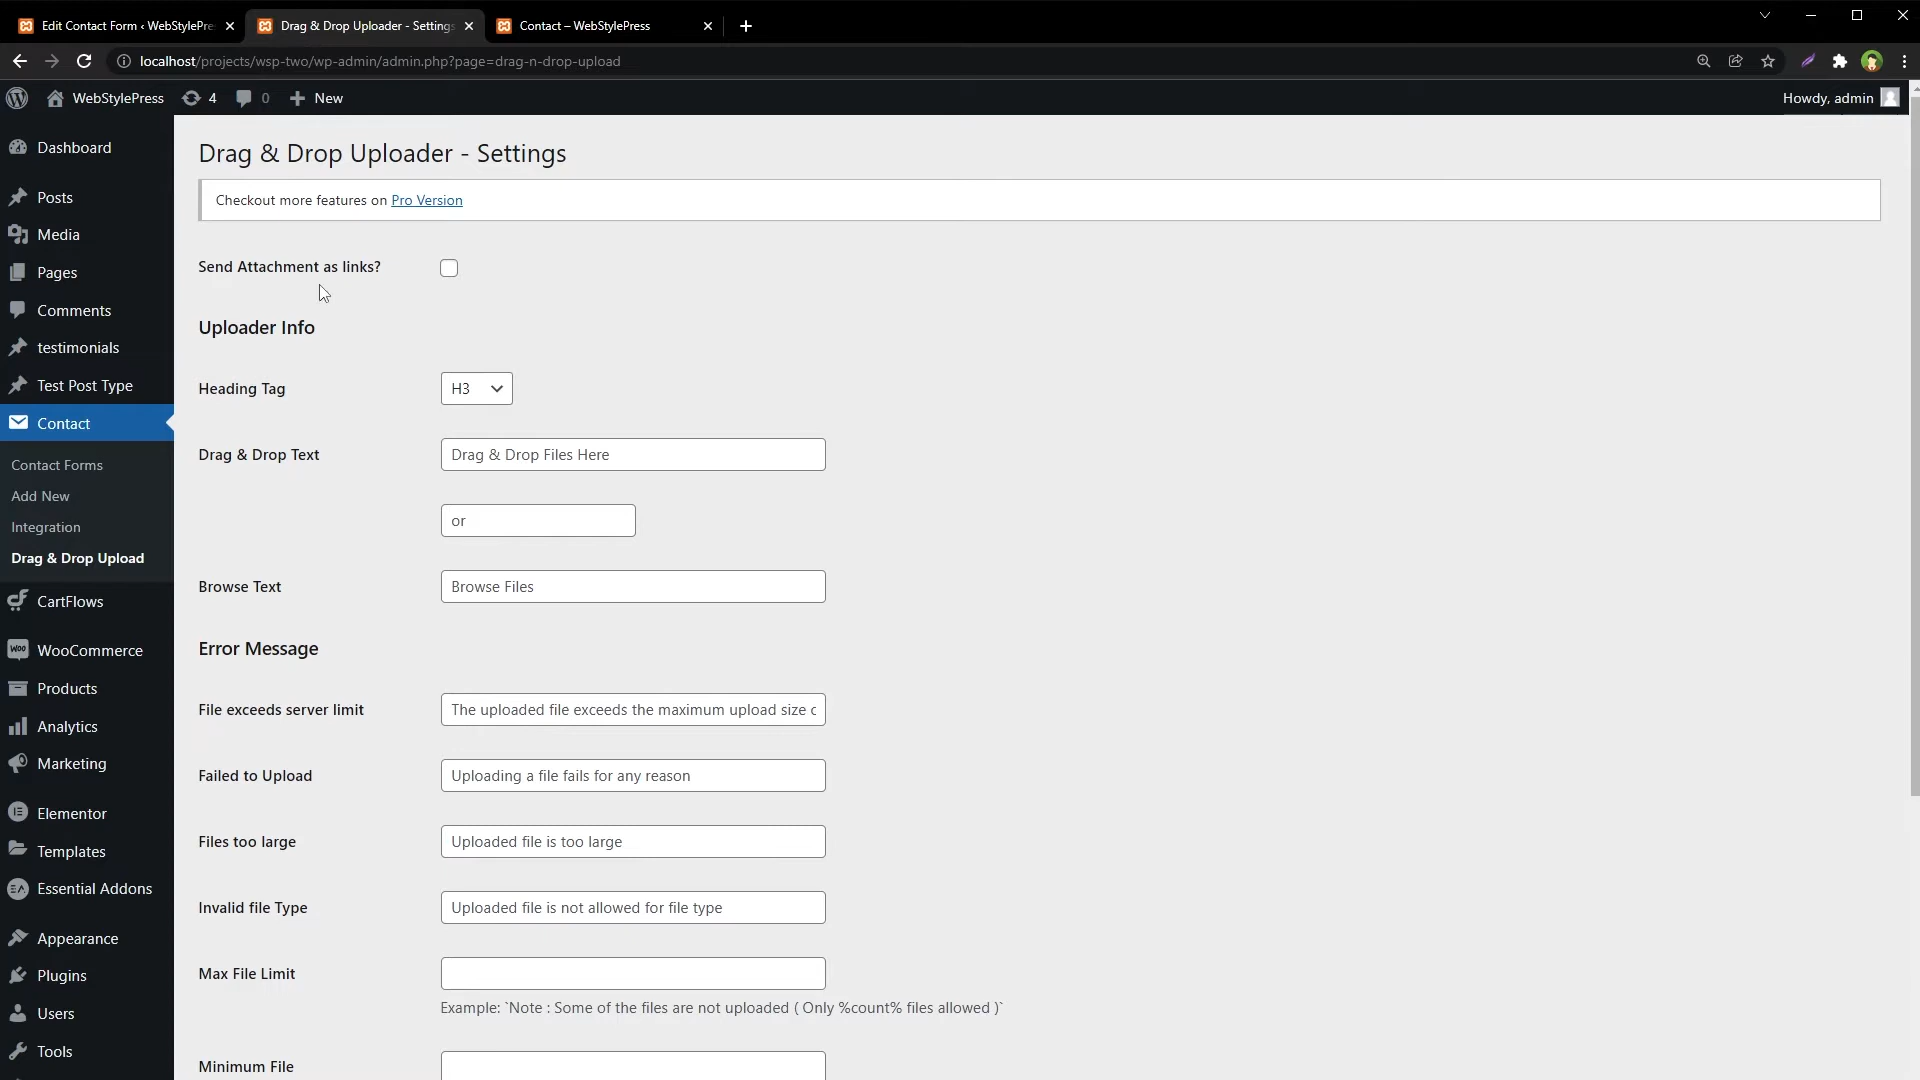 Edit Contact Form ‹ WebStylePre
Drag & Drop Uploader - Settings
Contact – WebStylePress
localhost/projects/wsp-two/wp-admin/admin.php?page=drag-n-drop-upload
WebStylePress
4
0
New
Howdy, admin
Dashboard
Posts
Media
Pages
Comments
testimonials
Test Post Type
Contact
Contact Forms
Add New
Integration
Drag & Drop Upload
CartFlows
WooCommerce
Products
Analytics
Marketing
Elementor
Templates
Essential Addons
Appearance
Plugins
Users
Tools
Drag & Drop Uploader - Settings
Checkout more features on Pro Version
Send Attachment as links?
Uploader Info
Heading Tag
H3
Drag & Drop Text
Drag & Drop Files Here
or
Browse Text
Browse Files
Error Message
File exceeds server limit
The uploaded file exceeds the maximum upload size
Failed to Upload
Uploading a file fails for any reason
Files too large
Uploaded file is too large
Invalid file Type
Uploaded file is not allowed for file type
Max File Limit
Example: `Note : Some of the files are not uploaded ( Only %count% files allowed )`
Minimum File